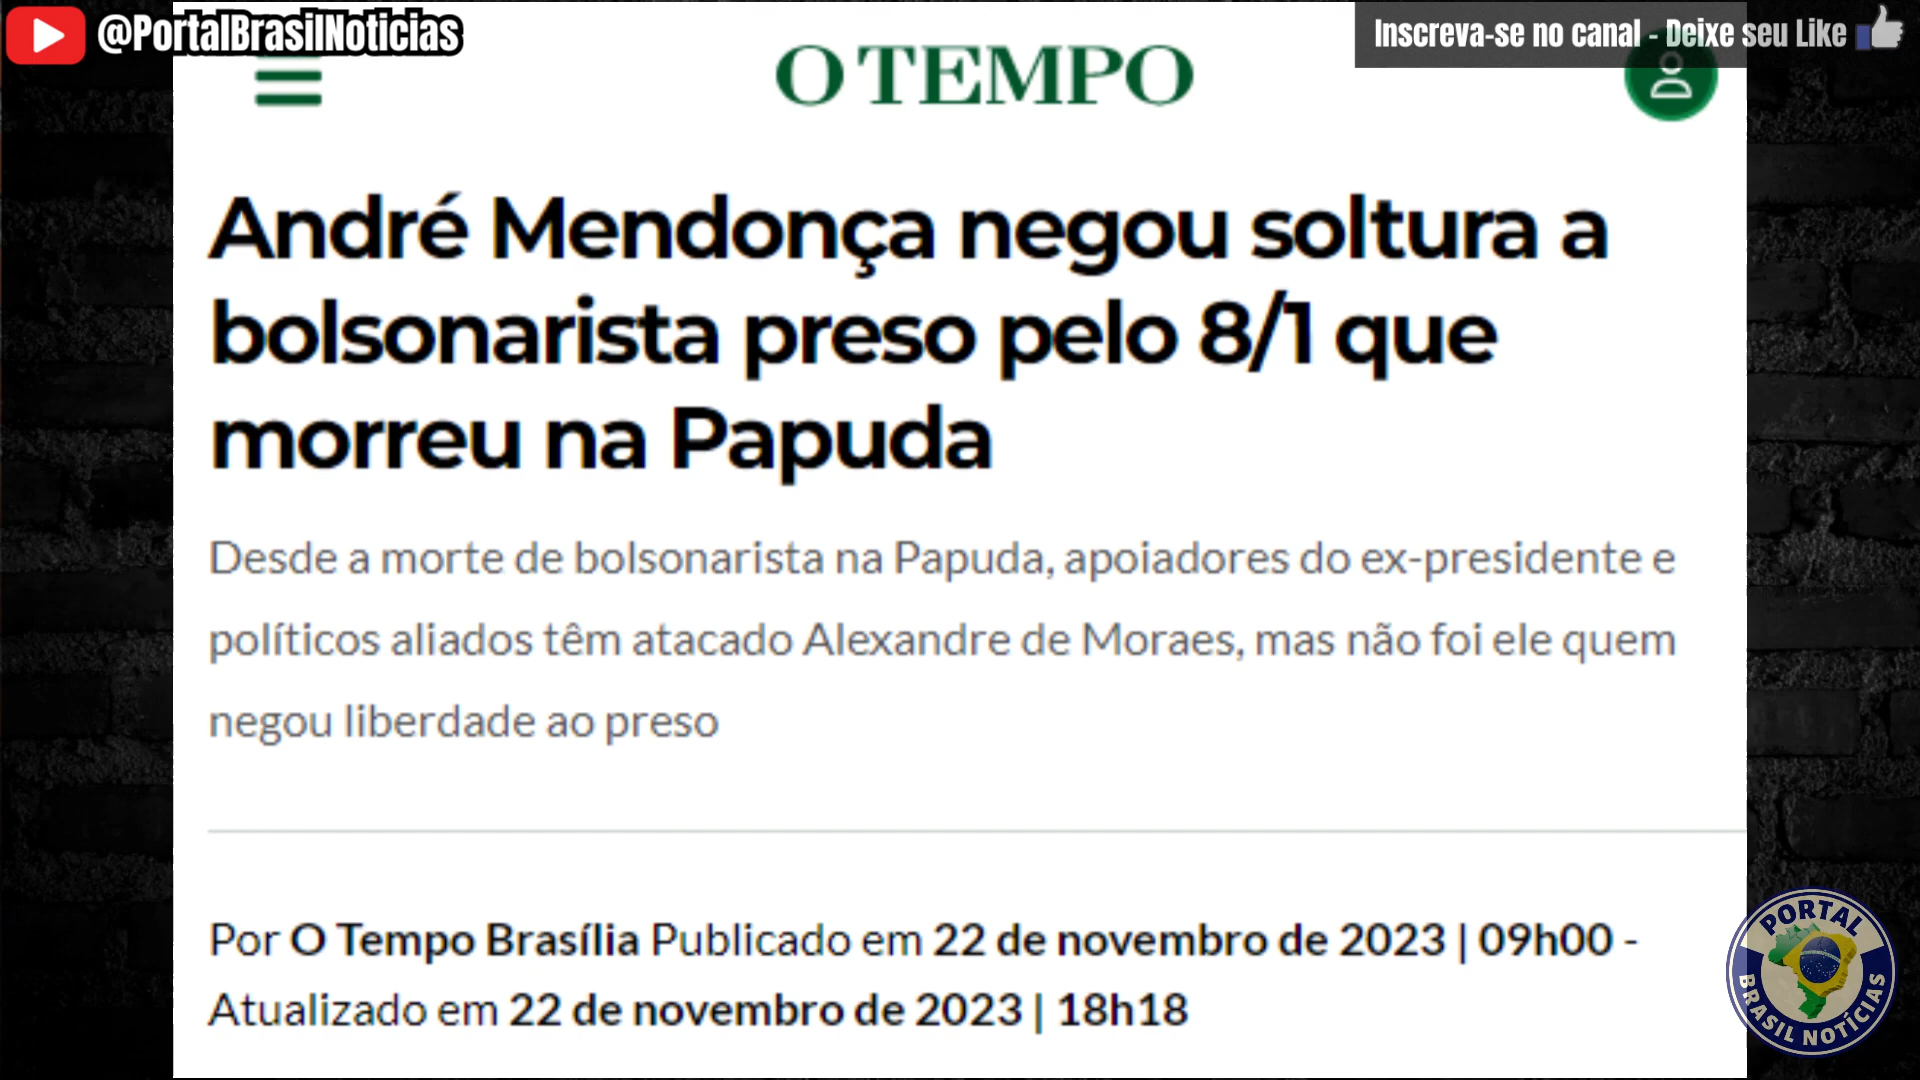 @PortalBrasilNoticias
Inscreva-se no canal - Deixe seu Like
O TEMPO
André Mendonça negou soltura a
bolsonarista preso pelo 8/1 que
morreu na Papuda
Desde a morte de bolsonarista na Papuda, apoiadores do ex-presidente e
políticos aliados têm atacado Alexandre de Moraes, mas não foi ele quem
negou liberdade ao preso
Por O Tempo Brasília Publicado em 22 de novembro de 2023 | 09h00 -
Atualizado em 22 de novembro de 2023 | 18h18
PORTAL
BRASIL NOTÍCIAS